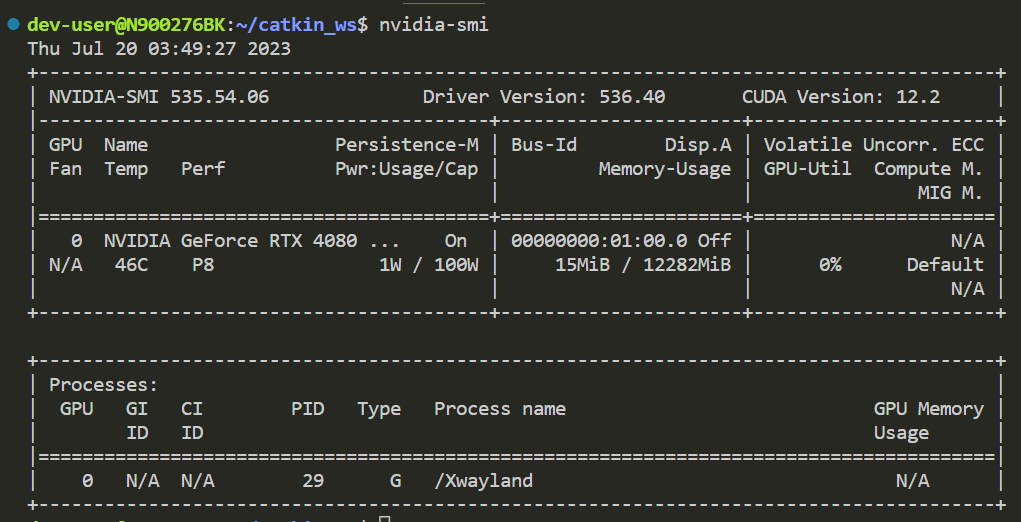 dev-user@N900276BK:~/catkin_ws$ nvidia-smi
Thu Jul 20 03:49:27 2023
+---------------------------------------------------------------------------------------+
| NVIDIA-SMI 535.54.06              Driver Version: 536.40       CUDA Version: 12.2     |
|-----------------------------------------+----------------------+----------------------+
| GPU  Name                 Persistence-M | Bus-Id        Disp.A | Volatile Uncorr. ECC |
| Fan  Temp   Perf          Pwr:Usage/Cap |         Memory-Usage | GPU-Util  Compute M. |
|                                         |                      |               MIG M. |
|=========================================+======================+======================|
|   0  NVIDIA GeForce RTX 4080 ...    On  | 00000000:01:00.0 Off |                  N/A |
| N/A   46C    P8               1W / 100W |     15MiB / 12282MiB |      0%      Default |
|                                         |                      |                  N/A |
+-----------------------------------------+----------------------+----------------------+
+---------------------------------------------------------------------------------------+
| Processes:                                                                            |
|  GPU   GI   CI        PID   Type   Process name                            GPU Memory |
|        ID   ID                                                             Usage      |
|=======================================================================================|
|    0   N/A  N/A        29      G   /Xwayland                                 N/A      |
+---------------------------------------------------------------------------------------+